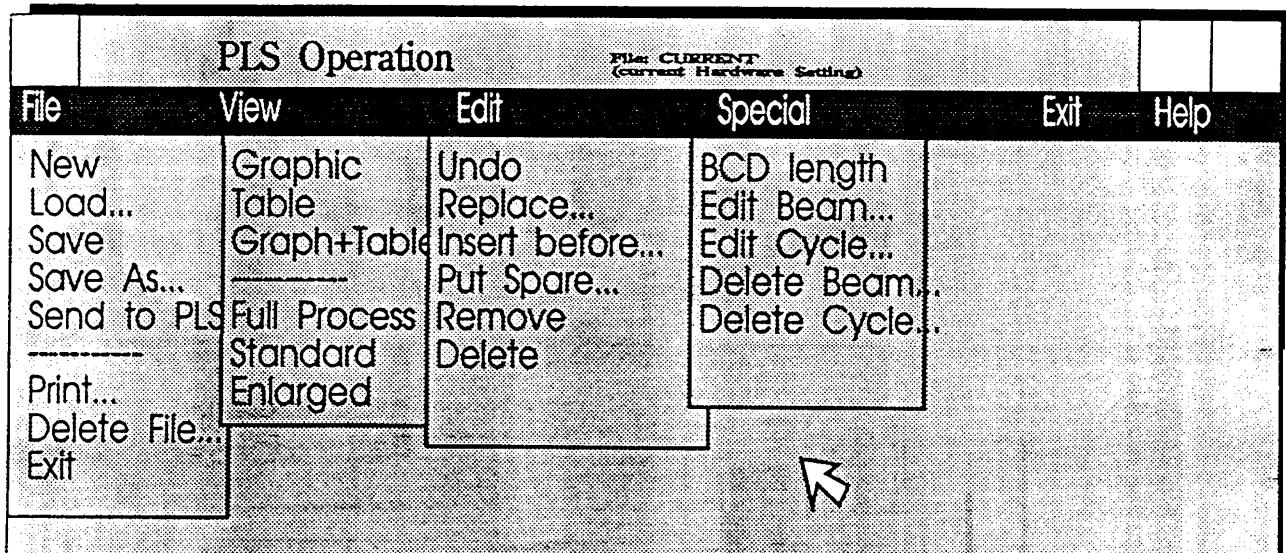 PLS Operation
File: CURRENT
(current Hardware Setting)
File View Edit Special Exit Help
New
Load...
Save
Save As...
Send to PLS
----------
Print...
Delete File...
Exit
Graphic
Table
Graph+Table
----------
Full Process
Standard
Enlarged
Undo
Replace...
Insert before...
Put Spare...
Remove
Delete
BCD length
Edit Beam...
Edit Cycle...
Delete Beam...
Delete Cycle...